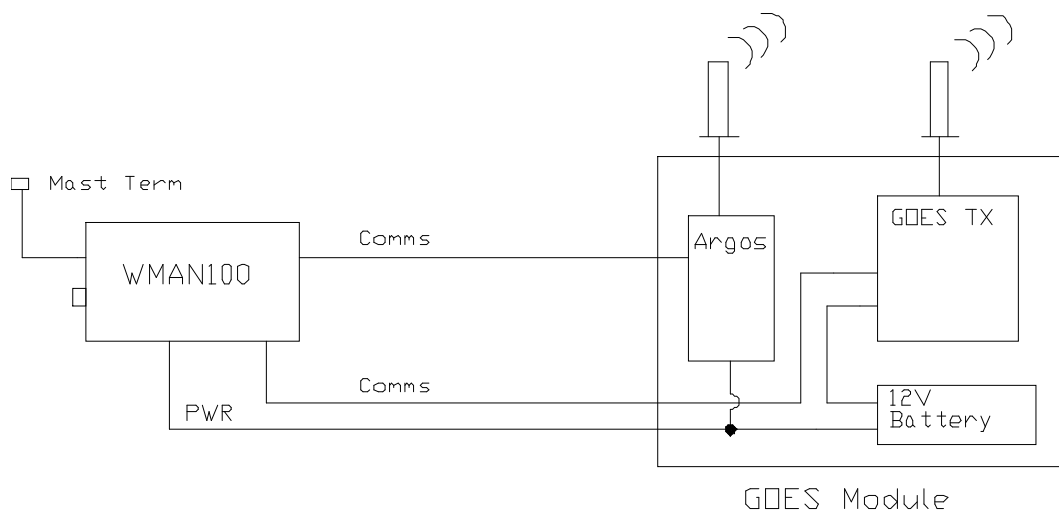 Mast Term
WMAN100
Comms
Argos
GOES TX
Comms
PWR
12V
Battery
GOES Module